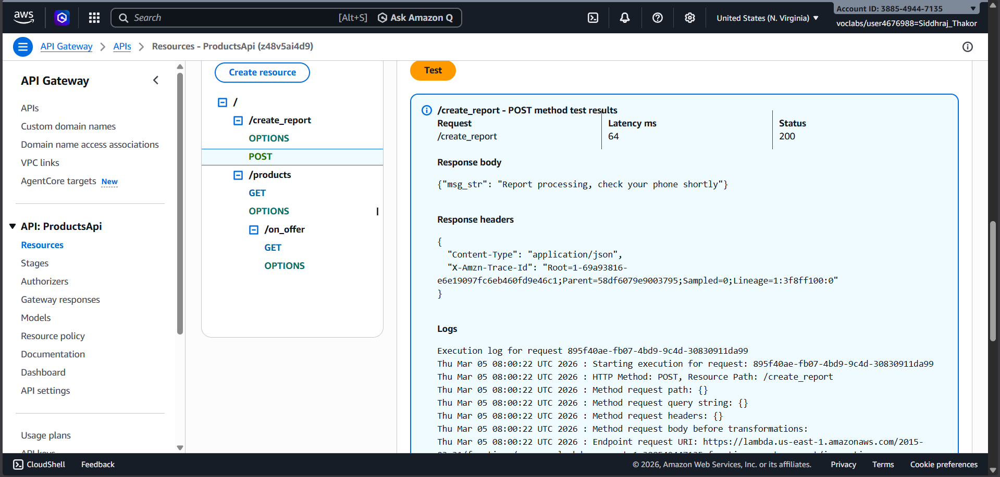 aws
Search
[Alt+S]
Ask Amazon Q
United States (N. Virginia)
Account ID: 3885-4944-7135
voclabs/user4676988=Siddhraj_Thakor
API Gateway
APIs
Resources - ProductsApi (z48v5ai4d9)
API Gateway
APIs
Custom domain names
Domain name access associations
VPC links
AgentCore targets New
API: ProductsApi
Resources
Stages
Authorizers
Gateway responses
Models
Resource policy
Documentation
Dashboard
API settings
Usage plans
API keys
Create resource
/
/create_report
OPTIONS
POST
/products
GET
OPTIONS
/on_offer
GET
OPTIONS
Test
/create_report - POST method test results
Request
/create_report
Latency ms
64
Status
200
Response body
{"msg_str": "Report processing, check your phone shortly"}
Response headers
{
"Content-Type": "application/json",
"X-Amzn-Trace-Id": "Root=1-69a93816-
e6e19097fc6eb460fd9e46c1;Parent=58df6079e9003795;Sampled=0;Lineage=1:3f8ff100:0"
}
Logs
Execution log for request 895f40ae-fb07-4bd9-9c4d-30830911da99
Thu Mar 05 08:00:22 UTC 2026 : Starting execution for request: 895f40ae-fb07-4bd9-9c4d-30830911da99
Thu Mar 05 08:00:22 UTC 2026 : HTTP Method: POST, Resource Path: /create_report
Thu Mar 05 08:00:22 UTC 2026 : Method request path: {}
Thu Mar 05 08:00:22 UTC 2026 : Method request query string: {}
Thu Mar 05 08:00:22 UTC 2026 : Method request headers: {}
Thu Mar 05 08:00:22 UTC 2026 : Method request body before transformations:
Thu Mar 05 08:00:22 UTC 2026 : Endpoint request URI: https://lambda.us-east-1.amazonaws.com/2015-
CloudShell
Feedback
© 2026, Amazon Web Services, Inc. or its affiliates.
Privacy
Terms
Cookie preferences